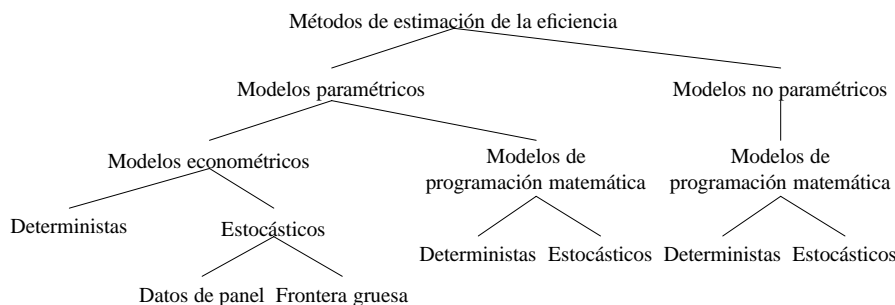 Métodos de estimación de la eficiencia
Modelos paramétricos
Modelos no paramétricos
Modelos econométricos
Modelos de
programación matemática
Modelos de
programación matemática
Deterministas
Estocásticos
Deterministas
Estocásticos
Deterministas
Estocásticos
Datos de panel
Frontera gruesa